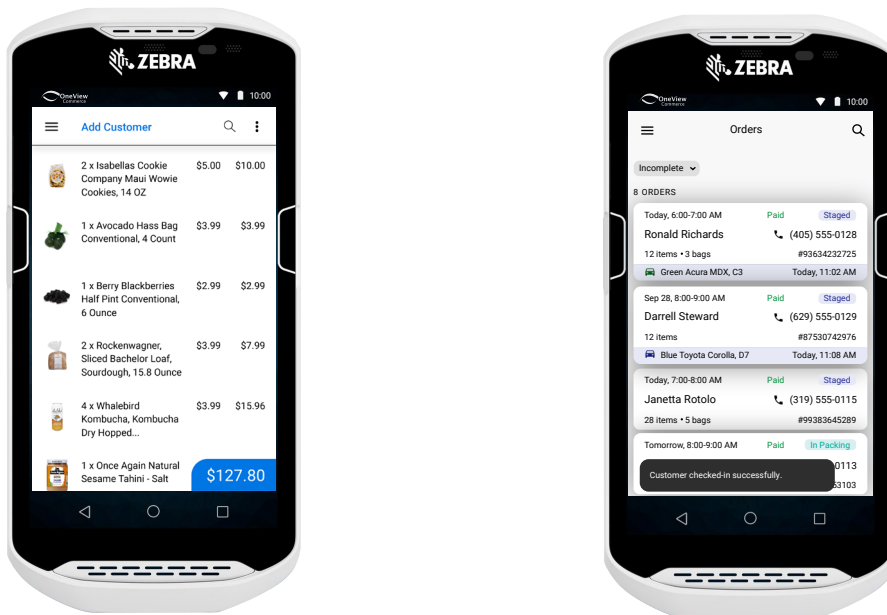 ZEBRA
OneView
Commerce
10:00
Add Customer
2 x Isabellas Cookie $5.00 $10.00
Company Maui Wowie
Cookies, 14 OZ
1 x Avocado Hass Bag $3.99 $3.99
Conventional, 4 Count
1 x Berry Blackberries $2.99 $2.99
Half Pint Conventional,
6 Ounce
2 x Rockenwagner, $3.99 $7.99
Sliced Bachelor Loaf,
Sourdough, 15.8 Ounce
4 x Whalebird $3.99 $15.96
Kombucha, Kombucha
Dry Hopped...
1 x Once Again Natural
Sesame Tahini - Salt
$127.80
ZEBRA
OneView
Commerce
10:00
Orders
Incomplete
8 ORDERS
Today, 6:00-7:00 AM Paid Staged
Ronald Richards (405) 555-0128
12 items • 3 bags #93634232725
Green Acura MDX, C3 Today, 11:02 AM
Sep 28, 8:00-9:00 AM Paid Staged
Darrell Steward (629) 555-0129
12 items #87530742976
Blue Toyota Corolla, D7 Today, 11:08 AM
Today, 7:00-8:00 AM Paid Staged
Janetta Rotolo (319) 555-0115
28 items • 5 bags #99383645289
Tomorrow, 8:00-9:00 AM Paid In Packing
0113
Customer checked-in successfully.
53103